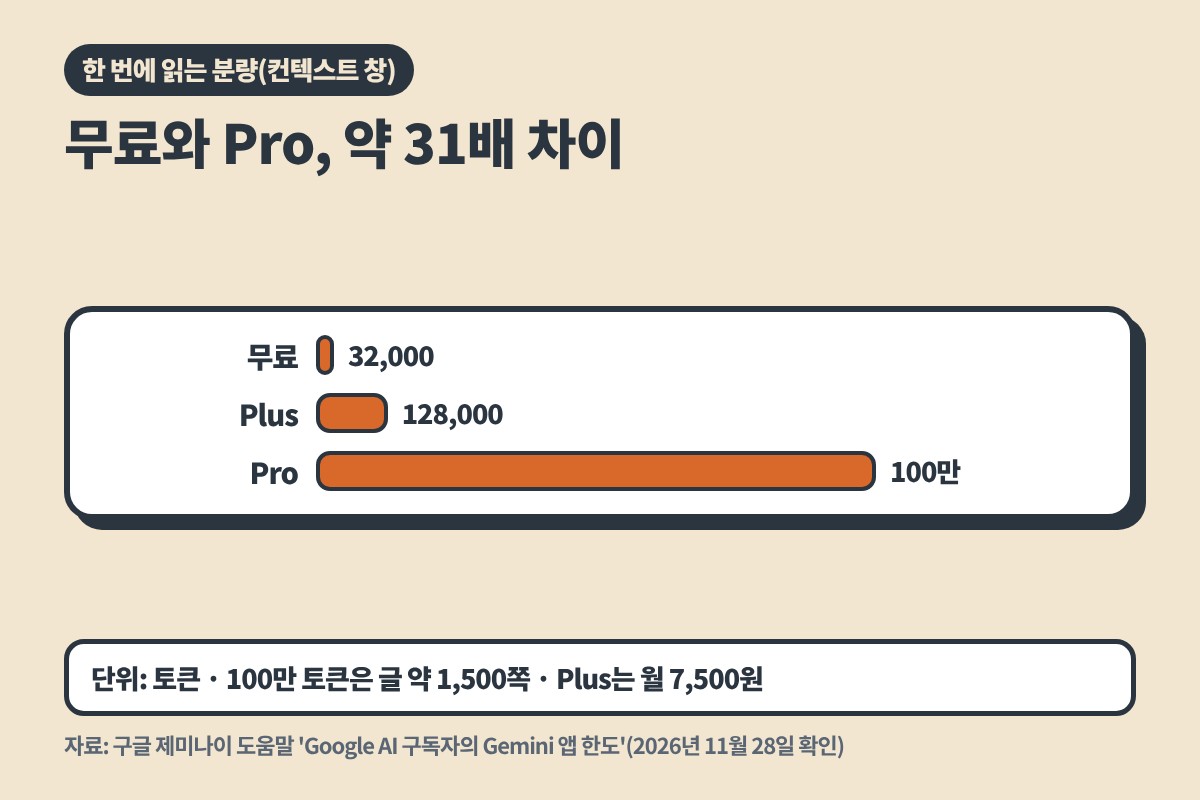 한 번에 읽는 분량(컨텍스트 창)
무료와 Pro, 약 31배 차이
무료 32,000
Plus 128,000
Pro 100만
단위: 토큰 · 100만 토큰은 글 약 1,500쪽 · Plus는 월 7,500원
자료: 구글 제미나이 도움말 'Google AI 구독자의 Gemini 앱 한도'(2026년 11월 28일 확인)